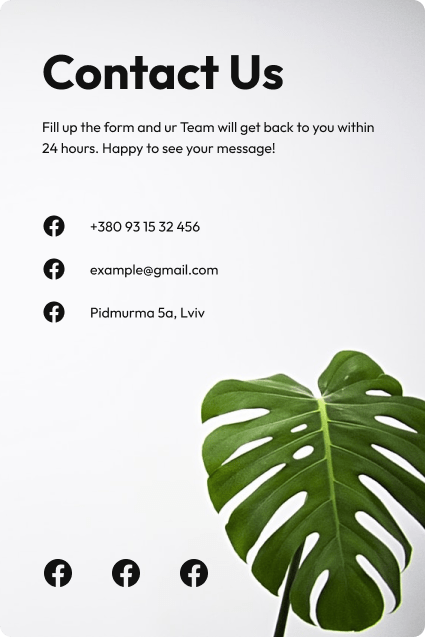 Contact Us
Fill up the form and ur Team will get back to you within
24 hours. Happy to see your message!
+380 93 15 32 456
example@gmail.com
Pidmurma 5a, Lviv